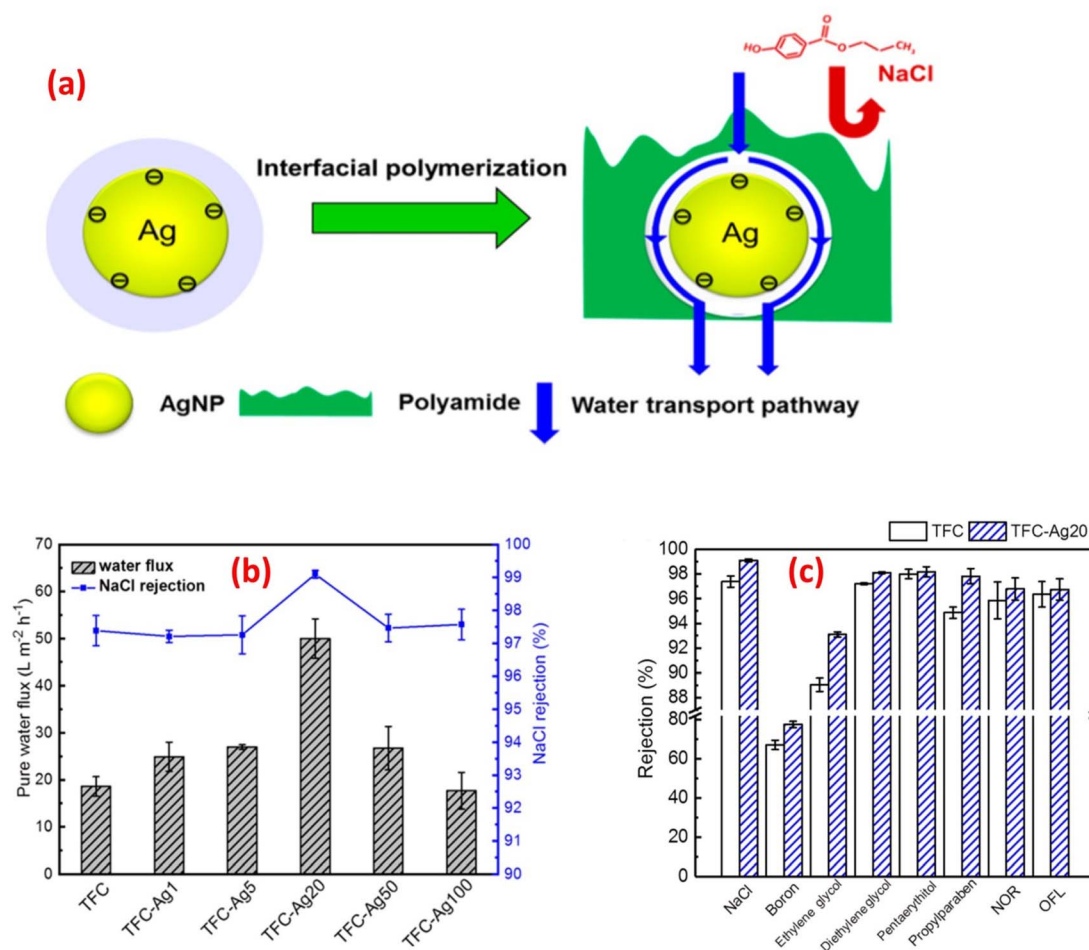 (a)
HO
O
O
CH3
NaCl
Interfacial polymerization
Ag
Ag
AgNP
Polyamide
Water transport pathway
(b)
water flux
NaCl rejection
Pure water flux (L m⁻² h⁻¹)
70
60
50
40
30
20
10
0
NaCl rejection (%)
100
99
98
97
96
95
94
93
92
91
90
TFC
TFC-Ag1
TFC-Ag5
TFC-Ag20
TFC-Ag50
TFC-Ag100
TFC
TFC-Ag20
(c)
Rejection (%)
100
98
96
94
92
90
88
80
60
40
20
0
NaCl
Boron
Ethylene glycol
Diethylene glycol
Pentaerythitol
Propylparaben
NOR
OFL